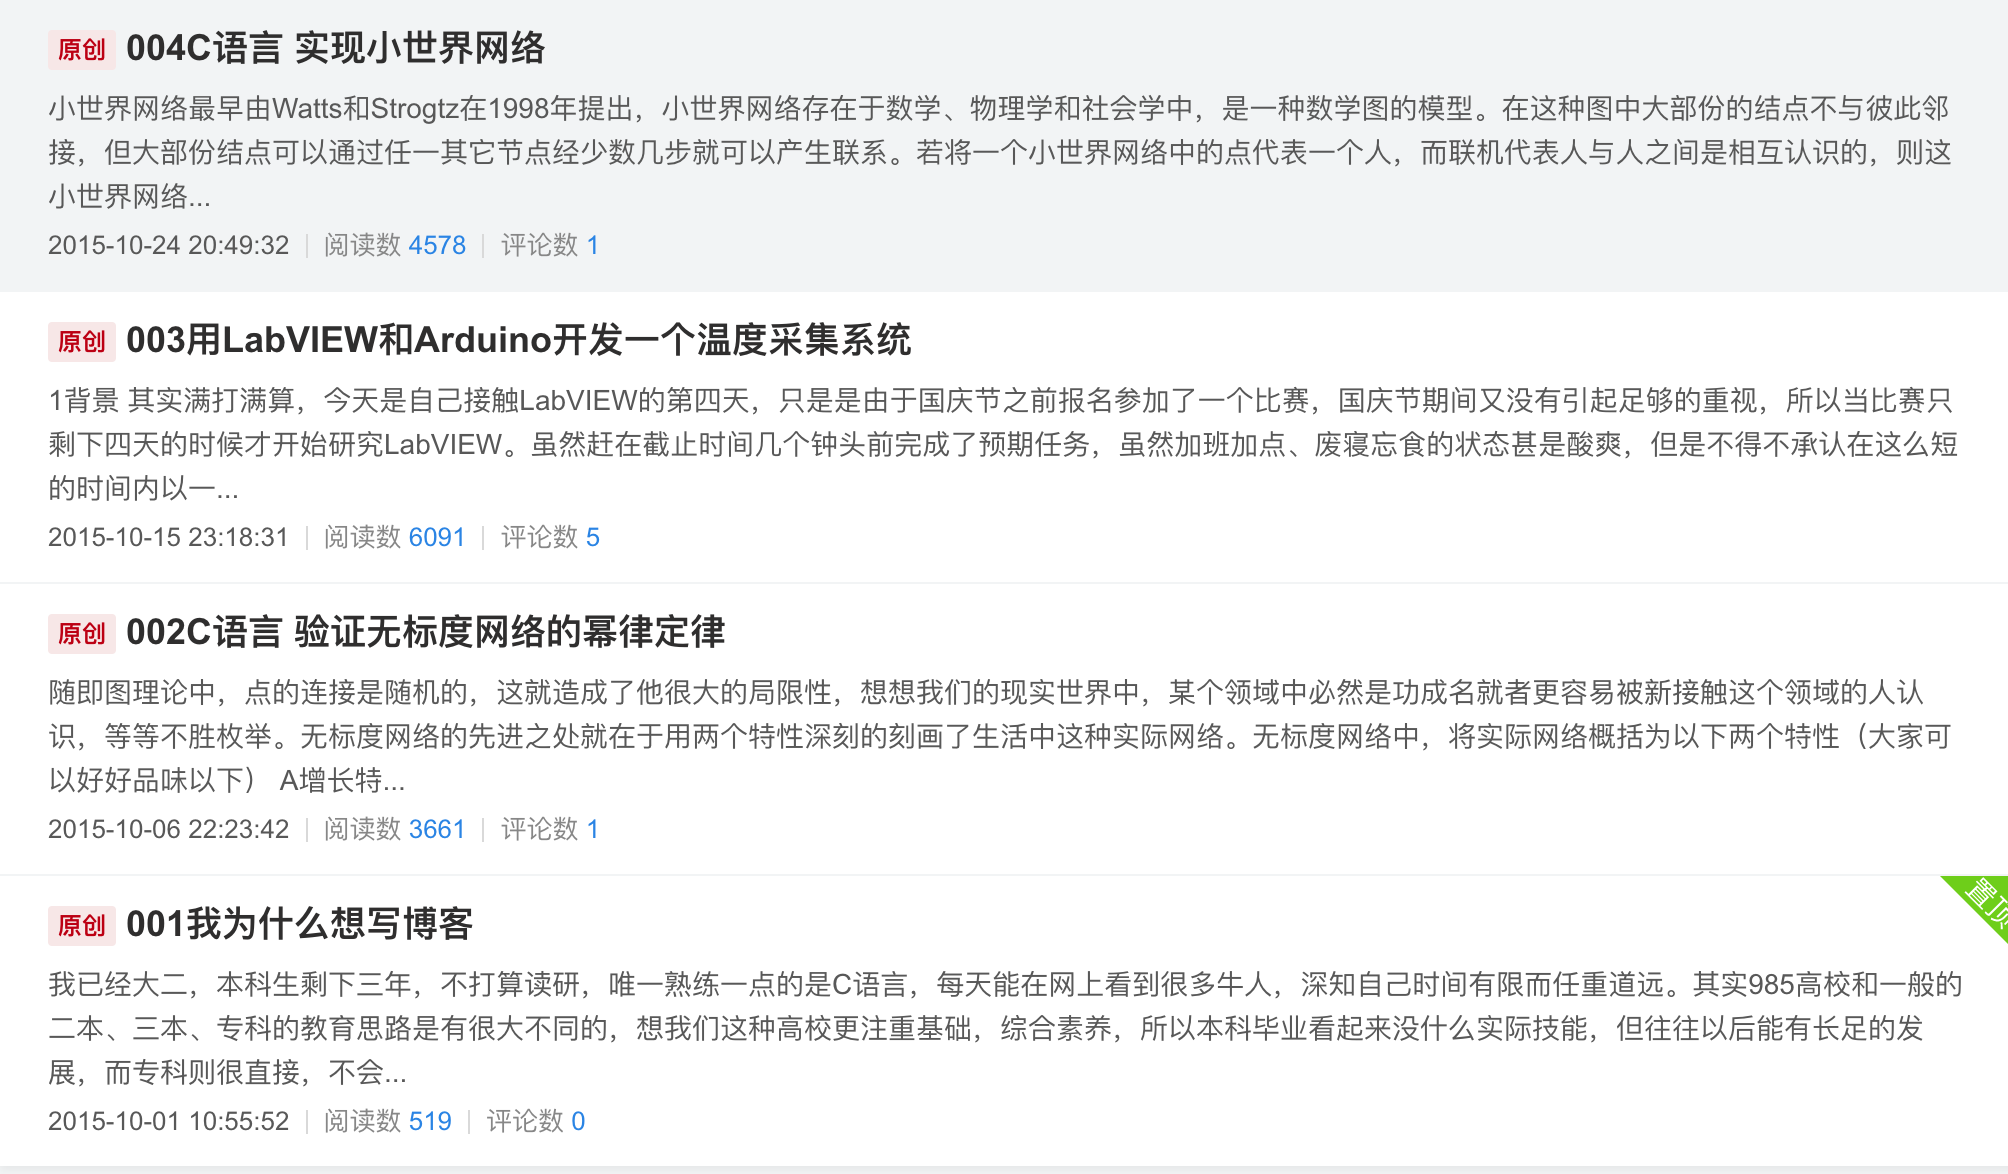 原创 004C语言 实现小世界网络
小世界网络最早由Watts和Strogtz在1998年提出，小世界网络存在于数学、物理学和社会学中，是一种数学图的模型。在这种图中大部份的结点不与彼此邻
接，但大部份结点可以通过任一其它节点经少数几步就可以产生联系。若将一个小世界网络中的点代表一个人，而联机代表人与人之间是相互认识的，则这
小世界网络...
2015-10-24 20:49:32 | 阅读数 4578 | 评论数 1
原创 003用LabVIEW和Arduino开发一个温度采集系统
1背景 其实满打满算，今天是自己接触LabVIEW的第四天，只是是由于国庆节之前报名参加了一个比赛，国庆节期间又没有引起足够的重视，所以当比赛只
剩下四天的时候才开始研究LabVIEW。虽然赶在截止时间几个钟头前完成了预期任务，虽然加班加点、废寝忘食的状态甚是酸爽，但是不得不承认在这么短
的时间内以一...
2015-10-15 23:18:31 | 阅读数 6091 | 评论数 5
原创 002C语言 验证无标度网络的幂律定律
随即图理论中，点的连接是随机的，这就造成了他很大的局限性，想想我们的现实世界中，某个领域中必然是功成名就者更容易被新接触这个领域的人认
识，等等不胜枚举。无标度网络的先进之处就在于用两个特性深刻的刻画了生活中这种实际网络。无标度网络中，将实际网络概括为以下两个特性（大家可
以好好品味以下） A增长特...
2015-10-06 22:23:42 | 阅读数 3661 | 评论数 1
置顶
原创 001我为什么想写博客
我已经大二，本科生剩下三年，不打算读研，唯一熟练一点的是C语言，每天能在网上看到很多牛人，深知自己时间有限而任重道远。其实985高校和一般的
二本、三本、专科的教育思路是有很大不同的，想我们这种高校更注重基础，综合素养，所以本科毕业看起来没什么实际技能，但往往以后能有长足的发
展，而专科则很直接，不会...
2015-10-01 10:55:52 | 阅读数 519 | 评论数 0